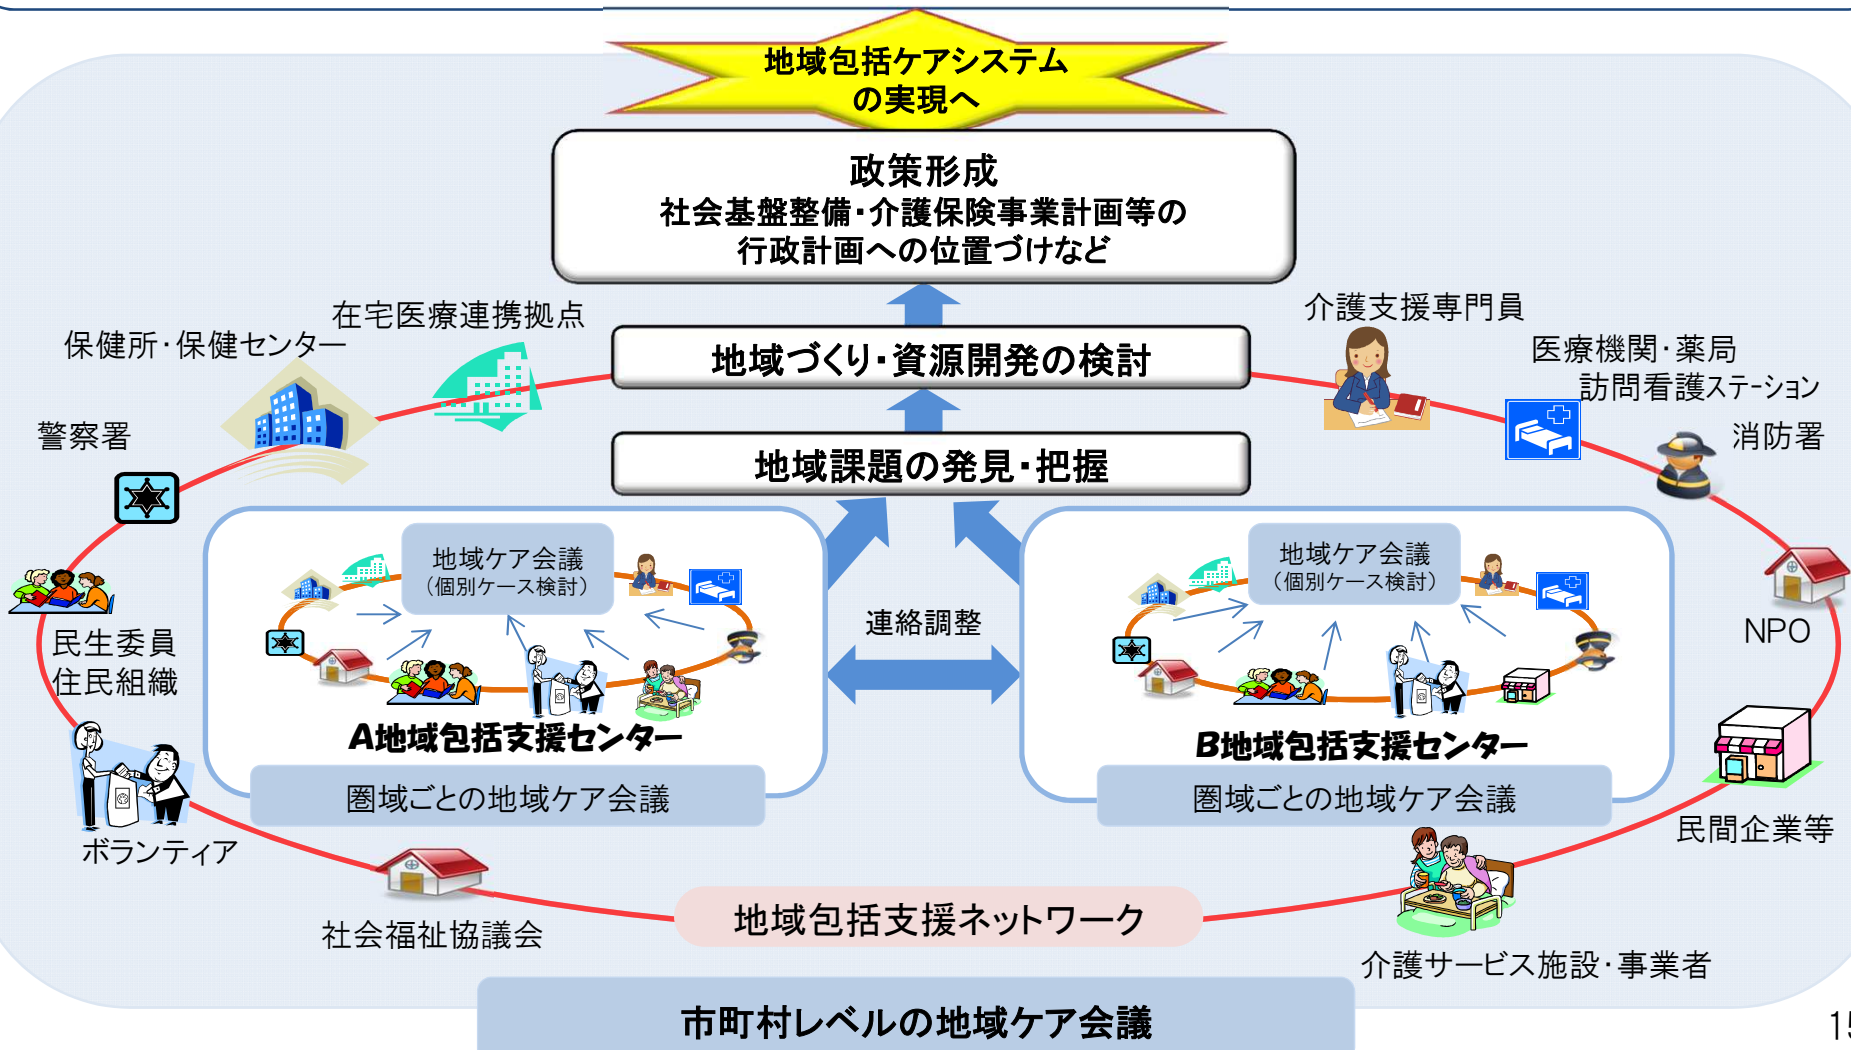 地域包括ケアシステム
の実現へ
政策形成
社会基盤整備・介護保険事業計画等の
行政計画への位置づけなど
在宅医療連携拠点
保健所・保健センター
介護支援専門員
医療機関・薬局
訪問看護ステーション
地域づくり・資源開発の検討
警察署
消防署
地域課題の発見・把握
地域ケア会議
（個別ケース検討）
地域ケア会議
（個別ケース検討）
連絡調整
民生委員
住民組織
NPO
A地域包括支援センター
B地域包括支援センター
圏域ごとの地域ケア会議
圏域ごとの地域ケア会議
ボランティア
民間企業等
社会福祉協議会
地域包括支援ネットワーク
介護サービス施設・事業者
市町村レベルの地域ケア会議
15